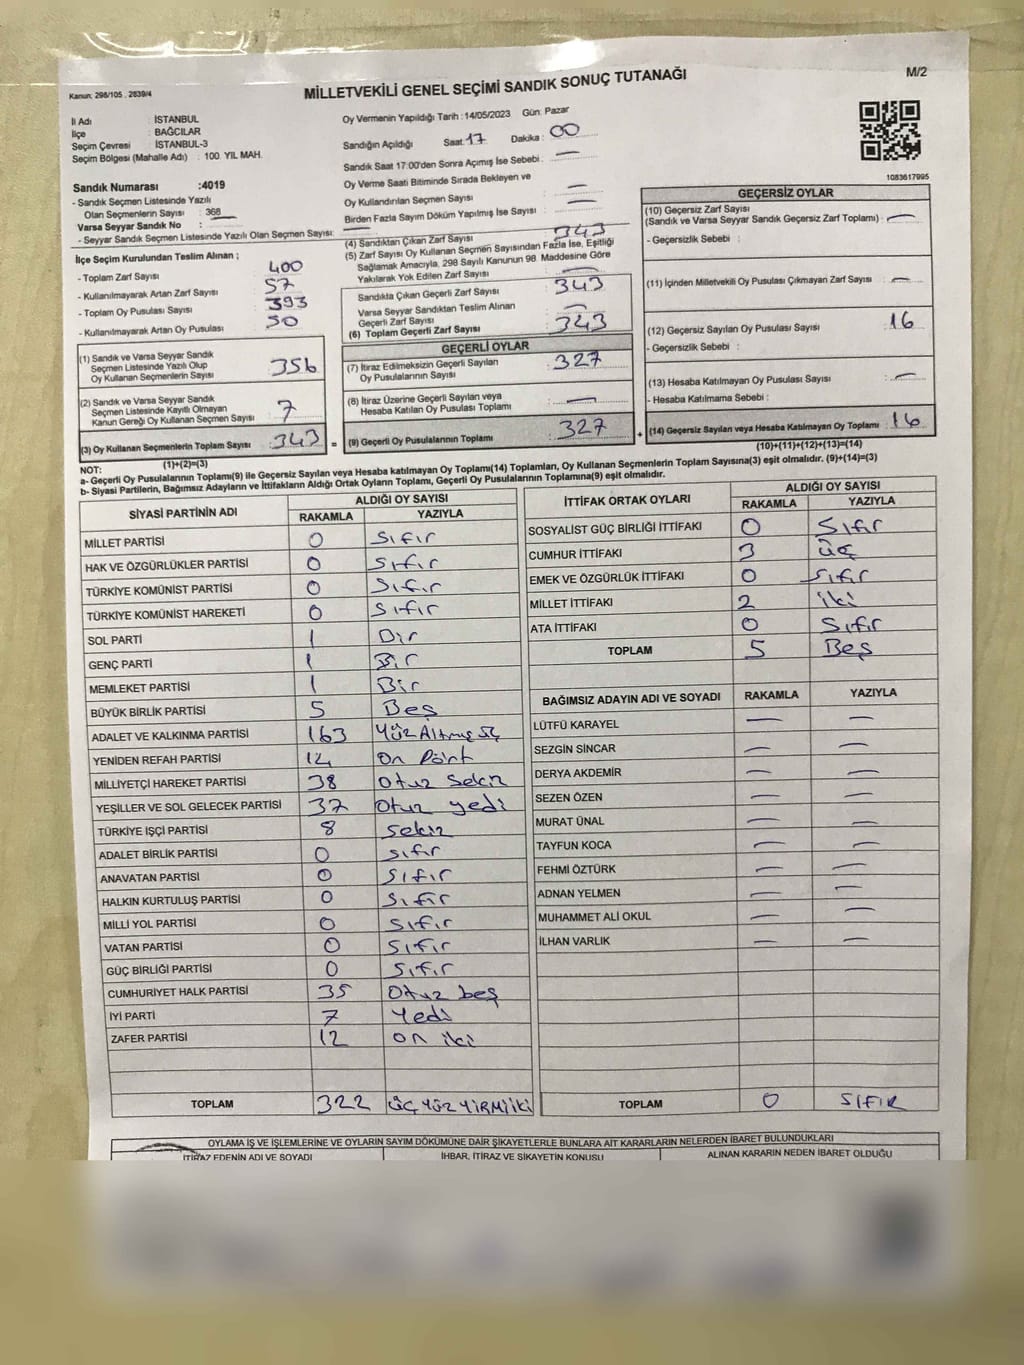 Kanun: 298/105 , 2839/4
MİLLETVEKİLİ GENEL SEÇİMİ SANDIK SONUÇ TUTANAĞI
M/2
İl Adı : İSTANBUL
İlçe : BAĞCILAR
Seçim Çevresi : İSTANBUL-3
Seçim Bölgesi (Mahalle Adı) : 100. YIL MAH.
Sandık Numarası :4019
- Sandık Seçmen Listesinde Yazılı
Olan Seçmenlerin Sayısı : 368
Varsa Seyyar Sandık No :
- Seyyar Sandık Seçmen Listesinde Yazılı Olan Seçmen Sayısı: —
Oy Vermenin Yapıldığı Tarih :14/05/2023 Gün: Pazar
Sandığın Açıldığı Saat 17 Dakika : 00
Sandık Saat 17:00'den Sonra Açımış İse Sebebi : —
Oy Verme Saati Bitiminde Sırada Bekleyen ve
Oy Kullandırılan Seçmen Sayısı : —
Birden Fazla Sayım Döküm Yapılmış İse Sayısı : —
1083617995
İlçe Seçim Kurulundan Teslim Alınan ;
- Toplam Zarf Sayısı : 400
- Kullanılmayarak Artan Zarf Sayısı : 57
- Toplam Oy Pusulası Sayısı : 393
- Kullanılmayarak Artan Oy Pusulası : 50
(4) Sandıktan Çıkan Zarf Sayısı : 343
(5) Zarf Sayısı Oy Kullanan Seçmen Sayısından Fazla İse, Eşitliği
Sağlamak Amacıyla, 298 Sayılı Kanunun 98 Maddesine Göre
Yakılarak Yok Edilen Zarf Sayısı : —
Sandıkta Çıkan Geçerli Zarf Sayısı : 343
Varsa Seyyar Sandıktan Teslim Alınan
Geçerli Zarf Sayısı : —
(6) Toplam Geçerli Zarf Sayısı : 343
GEÇERSİZ OYLAR
(10) Geçersiz Zarf Sayısı
(Sandık ve Varsa Seyyar Sandık Geçersiz Zarf Toplamı) : —
- Geçersizlik Sebebi :
(11) İçinden Milletvekili Oy Pusulası Çıkmayan Zarf Sayısı : —
(12) Geçersiz Sayılan Oy Pusulası Sayısı : 16
- Geçersizlik Sebebi :
(13) Hesaba Katılmayan Oy Pusulası Sayısı : —
- Hesaba Katılmama Sebebi :
(14) Geçersiz Sayılan veya Hesaba Katılmayan Oy Toplamı : 16
(10)+(11)+(12)+(13)=(14)
(1) Sandık ve Varsa Seyyar Sandık
Seçmen Listesinde Yazılı Olup
Oy Kullanan Seçmenlerin Sayısı :
(2) Sandık ve Varsa Seyyar Sandık
Seçmen Listesinde Kayıtlı Olmayan
Kanun Gereği Oy Kullanan Seçmen Sayısı : 7
(3) Oy Kullanan Seçmenlerin Toplam Sayısı : 343
(1)+(2)=(3)
=
GEÇERLİ OYLAR
(7) İtiraz Edilmeksizin Geçerli Sayılan
Oy Pusulalarının Sayısı : 327
(8) İtiraz Üzerine Geçerli Sayılan veya
Hesaba Katılan Oy Pusulası Toplamı : —
(9) Geçerli Oy Pusulalarının Toplamı : 327
+
NOT:
a- Geçerli Oy Pusulalarının Toplamı(9) ile Geçersiz Sayılan veya Hesaba katılmayan Oy Toplamı(14) Toplamları, Oy Kullanan Seçmenlerin Toplam Sayısına(3) eşit olmalıdır. (9)+(14)=(3)
b- Siyasi Partilerin, Bağımsız Adayların ve İttifakların Aldığı Ortak Oyların Toplamı, Geçerli Oy Pusulalarının Toplamına(9) eşit olmalıdır.
SİYASİ PARTİNİN ADI ALDIĞI OY SAYISI
RAKAMLA YAZIYLA
MİLLET PARTİSİ 0 Sıfır
HAK VE ÖZGÜRLÜKLER PARTİSİ 0 Sıfır
TÜRKİYE KOMÜNİST PARTİSİ 0 Sıfır
TÜRKİYE KOMÜNİST HAREKETİ 0 Sıfır
SOL PARTİ 1 Bir
GENÇ PARTİ 1 Bir
MEMLEKET PARTİSİ 1 Bir
BÜYÜK BİRLİK PARTİSİ 5 Beş
ADALET VE KALKINMA PARTİSİ 163 Yüz Altmış üç
YENİDEN REFAH PARTİSİ 14 On Dört
MİLLİYETÇİ HAREKET PARTİSİ 38 Otuz Sekiz
YEŞİLLER VE SOL GELECEK PARTİSİ 37 Otuz yedi
TÜRKİYE İŞÇİ PARTİSİ 8 Sekiz
ADALET BİRLİK PARTİSİ 0 Sıfır
ANAVATAN PARTİSİ 0 Sıfır
HALKIN KURTULUŞ PARTİSİ 0 Sıfır
MİLLİ YOL PARTİSİ 0 Sıfır
VATAN PARTİSİ 0 Sıfır
GÜÇ BİRLİĞİ PARTİSİ 0 Sıfır
CUMHURİYET HALK PARTİSİ 35 Otuz beş
İYİ PARTİ 7 Yedi
ZAFER PARTİSİ 12 on iki
TOPLAM 322 ÜÇ YÜZ YİRMİ İKİ
İTTİFAK ORTAK OYLARI ALDIĞI OY SAYISI
RAKAMLA YAZIYLA
SOSYALIST GÜÇ BİRLİĞİ İTTİFAKI 0 Sıfır
CUMHUR İTTİFAKI 3 üç
EMEK VE ÖZGÜRLÜK İTTİFAKI 0 Sıfır
MİLLET İTTİFAKI 2 iki
ATA İTTİFAKI 0 Sıfır
TOPLAM 5 Beş
BAĞIMSIZ ADAYIN ADI VE SOYADI RAKAMLA YAZIYLA
LÜTFÜ KARAYEL — —
SEZGİN SİNCAR — —
DERYA AKDEMİR — —
SEZEN ÖZEN — —
MURAT ÜNAL — —
TAYFUN KOCA — —
FEHMİ ÖZTÜRK — —
ADNAN YELMEN — —
MUHAMMET ALİ OKUL — —
İLHAN VARLIK — —
TOPLAM 0 SIFIR
OYLAMA İŞ VE İŞLEMLERİNE VE OYLARIN SAYIM DÖKÜMÜNE DAİR ŞİKAYETLERLE BUNLARA AİT KARARLARIN NELERDEN İBARET BULUNDUKLARI
İTİRAZ EDENİN ADI VE SOYADI İHBAR, İTİRAZ VE ŞİKAYETİN KONUSU ALINAN KARARIN NEDEN İBARET OLDUĞU